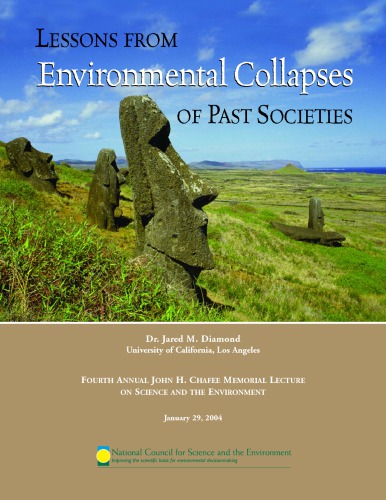 LESSONS FROM
Environmental Collapses
OF PAST SOCIETIES
Dr. Jared M. Diamond
University of California, Los Angeles
FOURTH ANNUAL JOHN H. CHAFEE MEMORIAL LECTURE
ON SCIENCE AND THE ENVIRONMENT
January 29, 2004
National Council for Science and the Environment
Improving the scientific basis for environmental decisionmaking